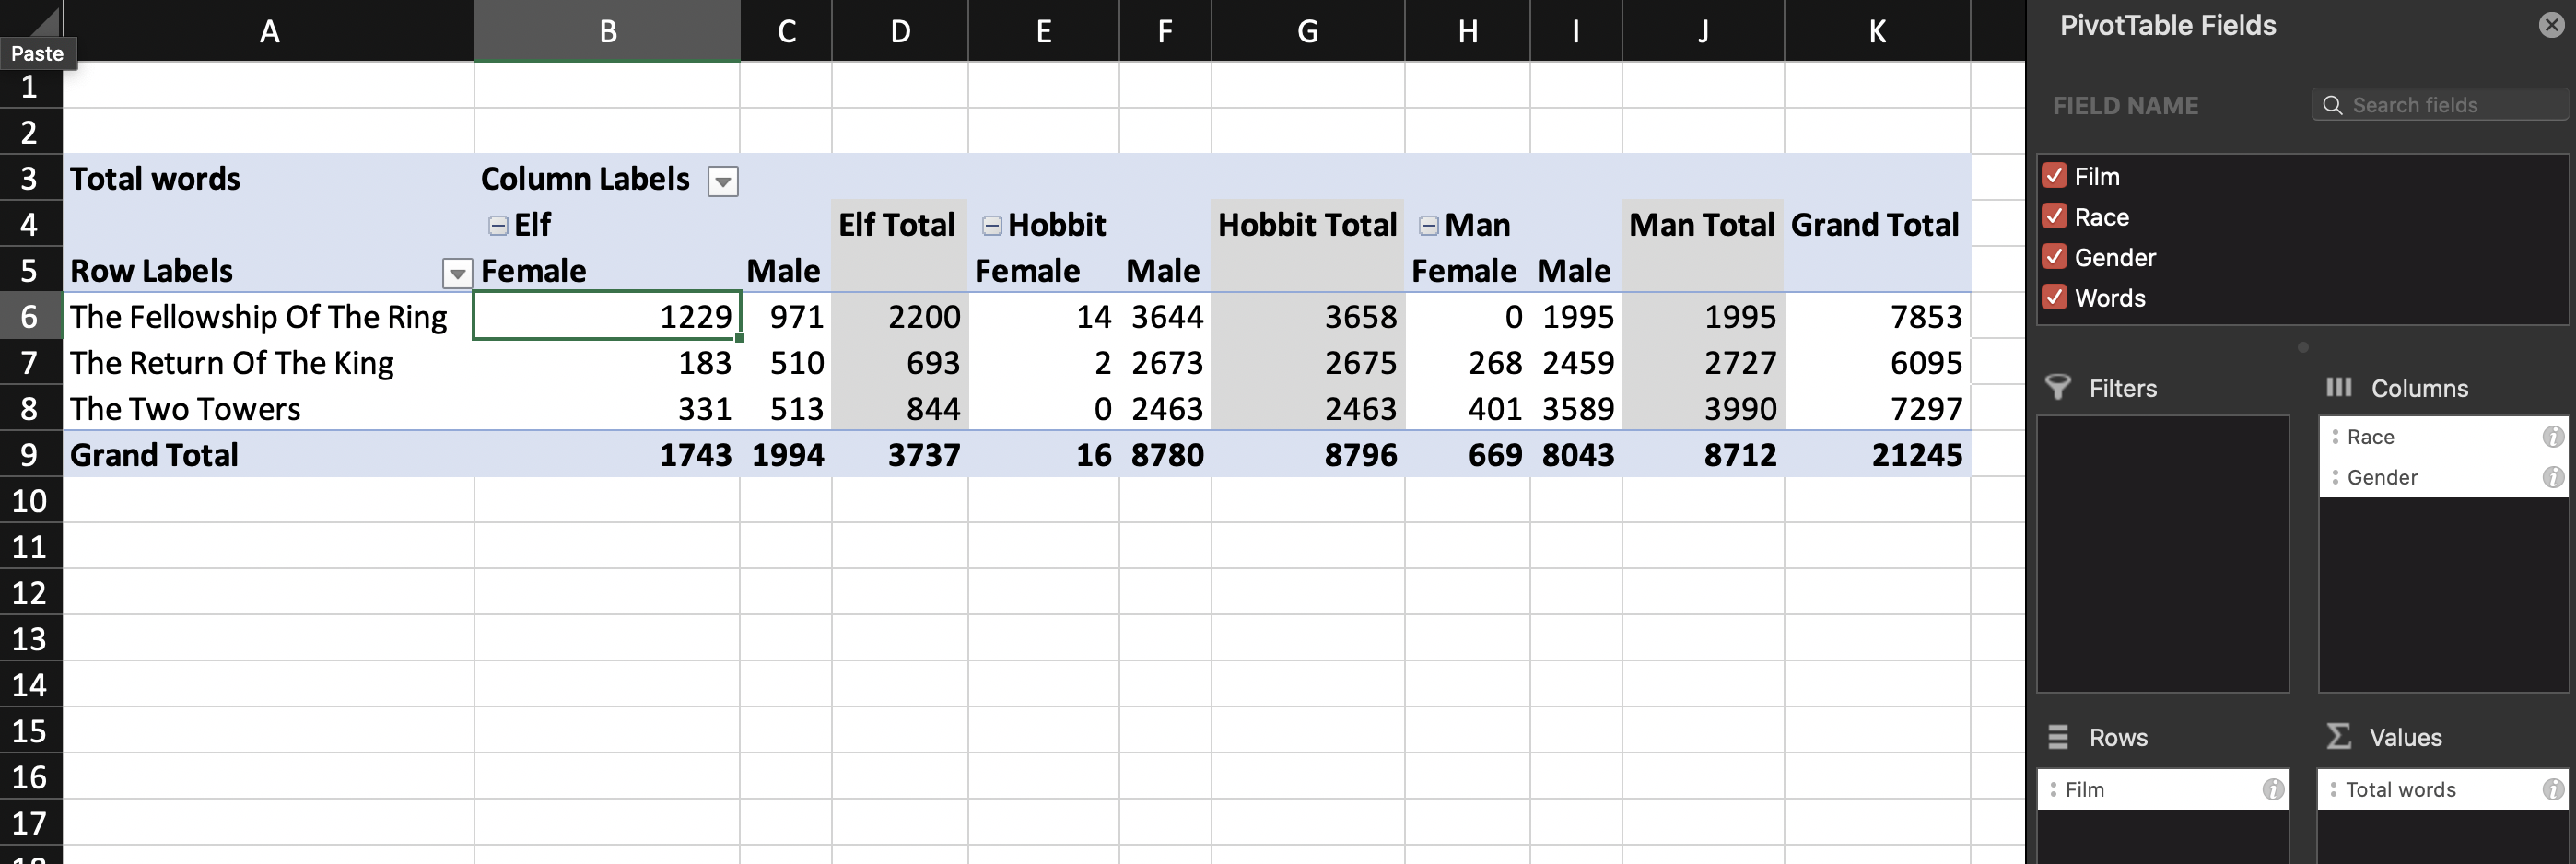 A B C D E F G H I J K
Paste
1
2
3 Total words Column Labels
4 Elf Elf Total Hobbit Hobbit Total Man Man Total Grand Total
5 Row Labels Female Male Female Male Female Male
6 The Fellowship Of The Ring 1229 971 2200 14 3644 3658 0 1995 1995 7853
7 The Return Of The King 183 510 693 2 2673 2675 268 2459 2727 6095
8 The Two Towers 331 513 844 0 2463 2463 401 3589 3990 7297
9 Grand Total 1743 1994 3737 16 8780 8796 669 8043 8712 21245
10
11
12
13
14
15
16
17
18
PivotTable Fields
FIELD NAME Search fields
Film
Race
Gender
Words
Filters Columns
Race
Gender
Rows Values
Film Total words